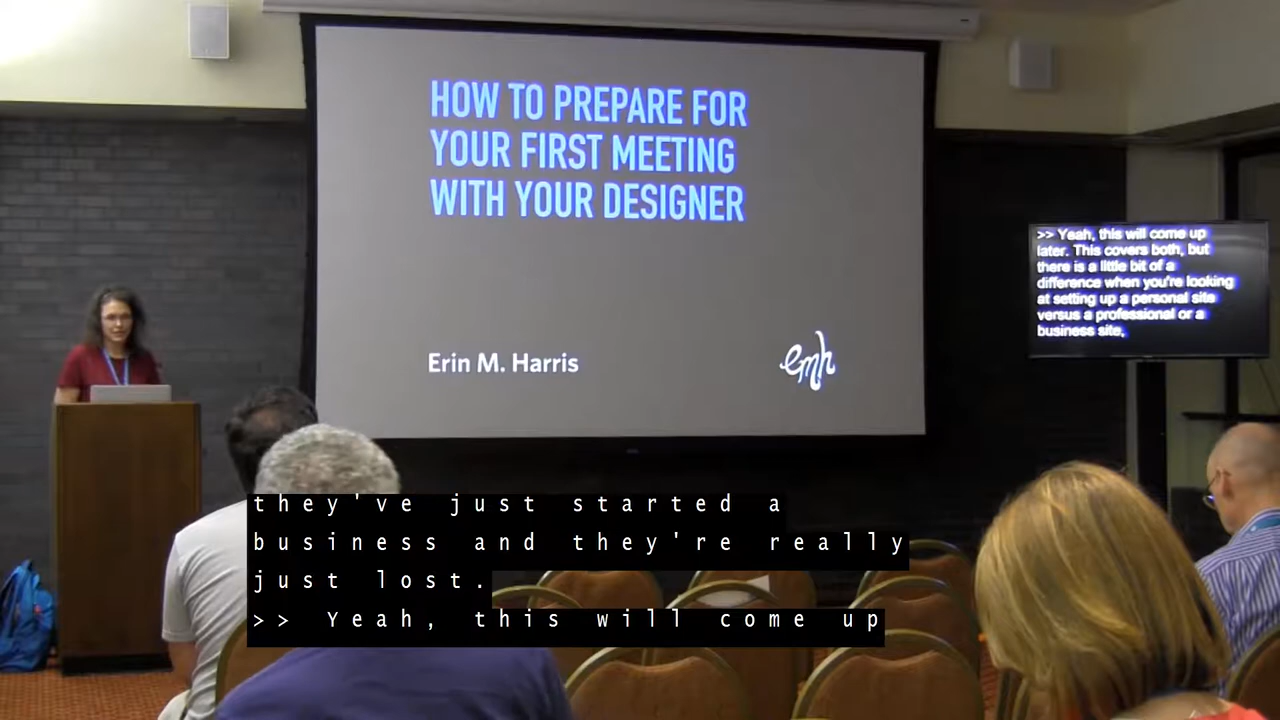 HOW TO PREPARE FOR
YOUR FIRST MEETING
WITH YOUR DESIGNER
Erin M. Harris
emh
>> Yeah, this will come up
later. This covers both, but
there is a little bit of a
difference when you're looking
at setting up a personal site
versus a professional or a
business site,
they've just started a
business and they're really
just lost.
>> Yeah, this will come up